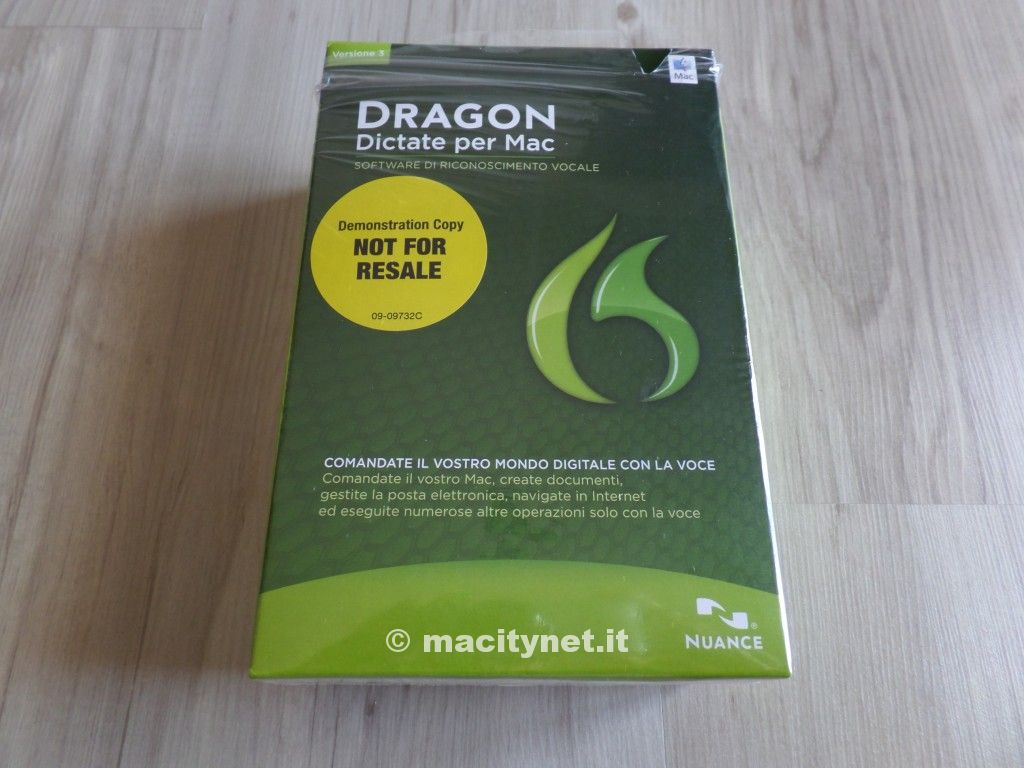 Versione 3
Mac
DRAGON
Dictate per Mac
SOFTWARE DI RICONOSCIMENTO VOCALE
Demonstration Copy
NOT FOR
RESALE
09-09732C
COMANDATE IL VOSTRO MONDO DIGITALE CON LA VOCE
Comandate il vostro Mac, create documenti,
gestite la posta elettronica, navigate in Internet
ed eseguite numerose altre operazioni solo con la voce
®
NUANCE
© macitynet.it